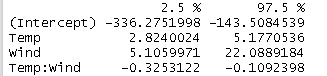 2.5 % 97.5 %
(Intercept) -336.2751998 -143.5084539
Temp 2.8240024 5.1770536
Wind 5.1059971 22.0889184
Temp:Wind -0.3253122 -0.1092398